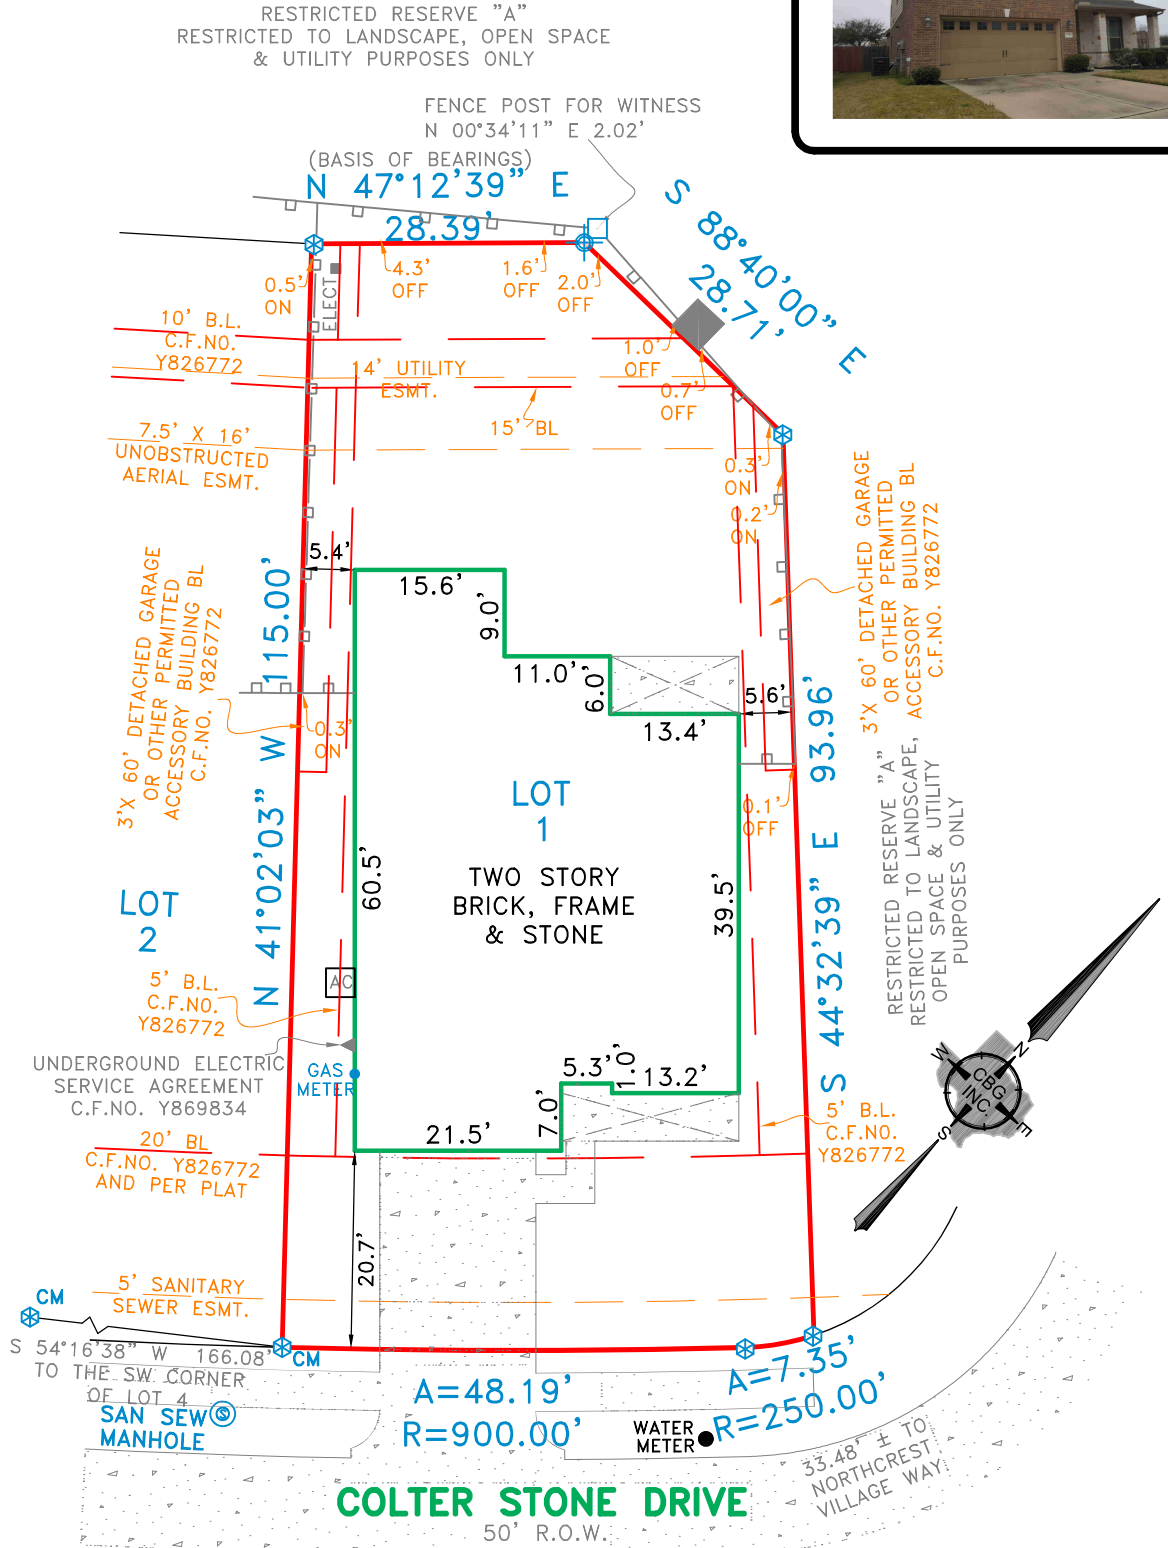 RESTRICTED RESERVE "A"
RESTRICTED TO LANDSCAPE, OPEN SPACE
& UTILITY PURPOSES ONLY
FENCE POST FOR WITNESS
N 00°34'11" E 2.02'
(BASIS OF BEARINGS)
N 47°12'39" E
28.39'
S 88°40'00" E
28.71'
0.5'
ON
ELECT
4.3'
OFF
1.6'
OFF
2.0'
OFF
1.0'
OFF
0.7'
OFF
10' B.L.
C.F.NO.
Y826772
14' UTILITY
ESMT.
15' BL
7.5' X 16'
UNOBSTRUCTED
AERIAL ESMT.
0.3'
ON
0.2'
ON
3'X 60' DETACHED GARAGE
OR OTHER PERMITTED
ACCESSORY BUILDING BL
C.F.NO. Y826772
5.4'
15.6'
9.0'
11.0'
6.0'
13.4'
5.6'
115.00'
N 41°02'03" W
3'X 60' DETACHED GARAGE
OR OTHER PERMITTED
ACCESSORY BUILDING BL
C.F.NO. Y826772
0.3'
ON
0.1'
OFF
93.96'
S 44°32'39" E
RESTRICTED RESERVE "A"
RESTRICTED TO LANDSCAPE,
OPEN SPACE & UTILITY
PURPOSES ONLY
LOT
1
TWO STORY
BRICK, FRAME
& STONE
60.5'
39.5'
LOT
2
AC
5' B.L.
C.F.NO.
Y826772
UNDERGROUND ELECTRIC
SERVICE AGREEMENT
C.F.NO. Y869834
GAS
METER
5.3'
1.0'
13.2'
7.0'
21.5'
5' B.L.
C.F.NO.
Y826772
N
W
CBG
INC.
S
E
20' BL
C.F.NO. Y826772
AND PER PLAT
20.7'
5' SANITARY
SEWER ESMT.
CM
CM
S 54°16'38" W 166.08'
TO THE SW CORNER
OF LOT 4
SAN SEW
S
MANHOLE
A=48.19'
R=900.00'
A=7.35'
R=250.00'
WATER
METER
33.48' ± TO
NORTHCREST
VILLAGE WAY
COLTER STONE DRIVE
50' R.O.W.